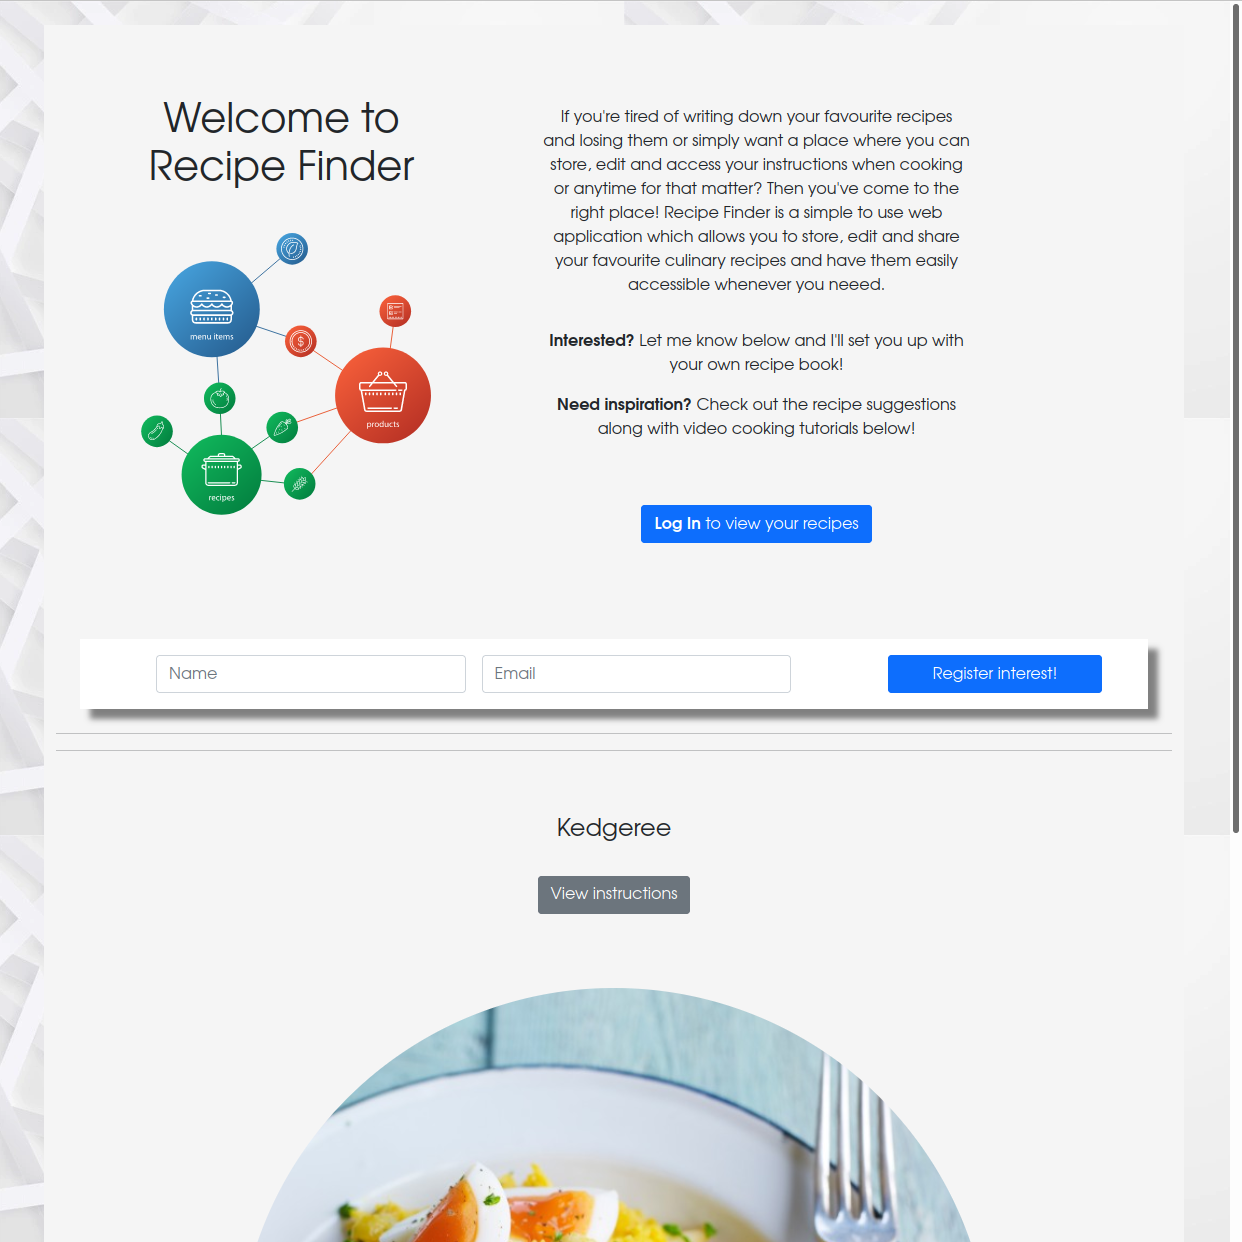 Welcome to
Recipe Finder
menu items
products
recipes
If you're tired of writing down your favourite recipes
and losing them or simply want a place where you can
store, edit and access your instructions when cooking
or anytime for that matter? Then you've come to the
right place! Recipe Finder is a simple to use web
application which allows you to store, edit and share
your favourite culinary recipes and have them easily
accessible whenever you neeed.
Interested? Let me know below and I'll set you up with
your own recipe book!
Need inspiration? Check out the recipe suggestions
along with video cooking tutorials below!
Log In to view your recipes
Name
Email
Register interest!
Kedgeree
View instructions